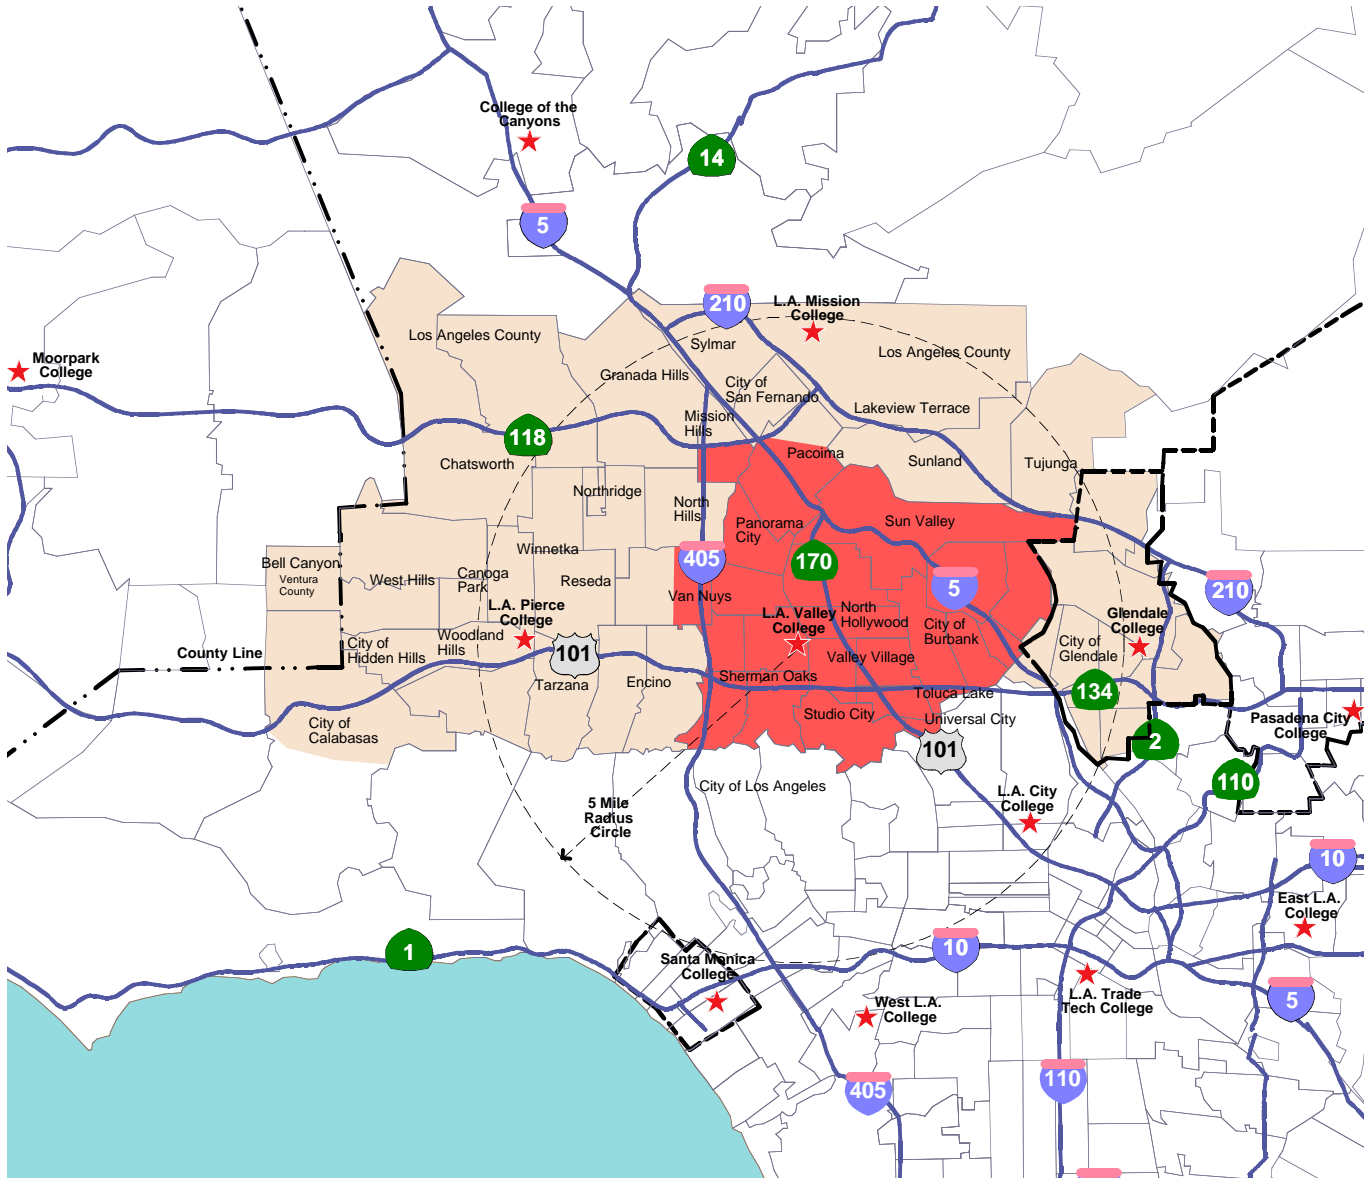 College of the
Canyons
14
5
210
L.A. Mission
College
Los Angeles County
Sylmar
Los Angeles County
Moorpark
College
Granada Hills
City of
San Fernando
Lakeview Terrace
Mission
Hills
118
Pacoima
Chatsworth
Sunland
Tujunga
Northridge
North
Hills
Panorama
City
Sun Valley
Winnetka
405
170
Bell Canyon
Ventura
County
West Hills
Canoga
Park
Reseda
5
210
Van Nuys
L.A. Pierce
College
L.A. Valley
College
North
Hollywood
Glendale
College
City of
Burbank
Woodland
Hills
City of
Hidden Hills
City of
Glendale
County Line
101
Valley Village
Tarzana
Encino
Sherman Oaks
134
Toluca Lake
Studio City
Universal City
City of
Calabasas
Pasadena City
College
101
2
110
City of Los Angeles
5 Mile
Radius
Circle
L.A. City
College
10
East L.A.
College
1
10
Santa Monica
College
L.A. Trade
Tech College
West L.A.
College
5
405
110